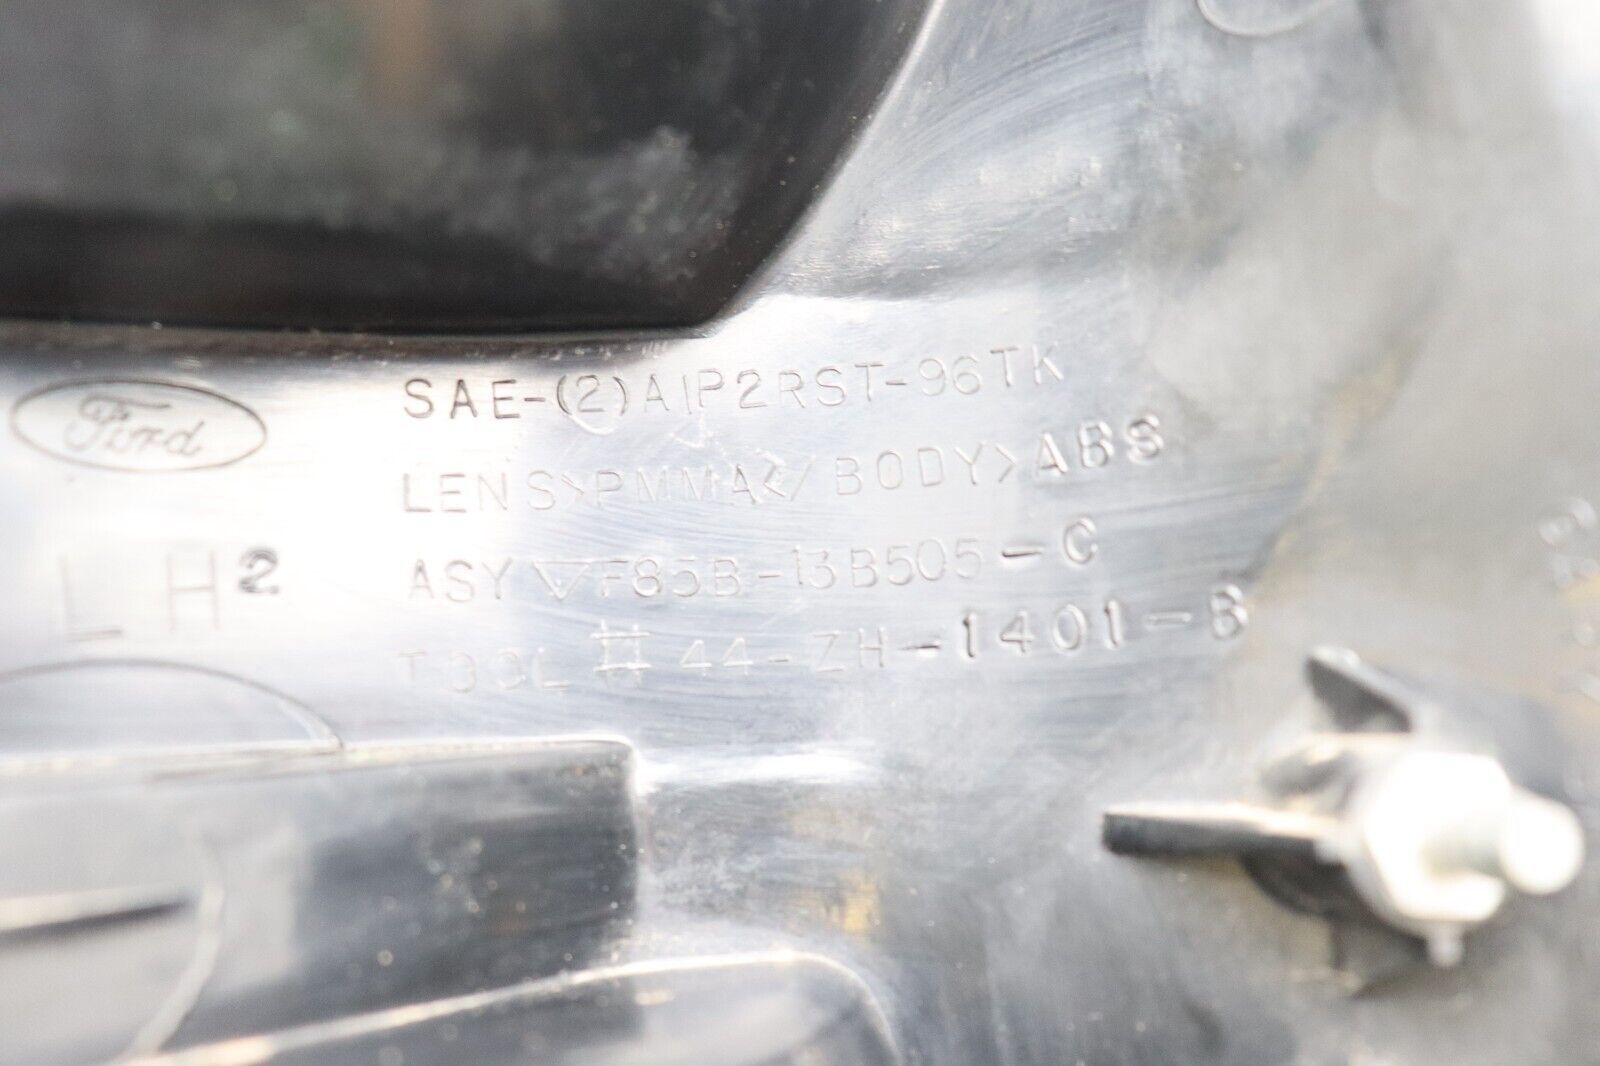 Ford
SAE-(2)AIP2RST-96TK
LENS>PMMA</BODY>ABS
LH2
ASY ▽F85B-13B505-C
TOOL # 44-ZH-1401-B